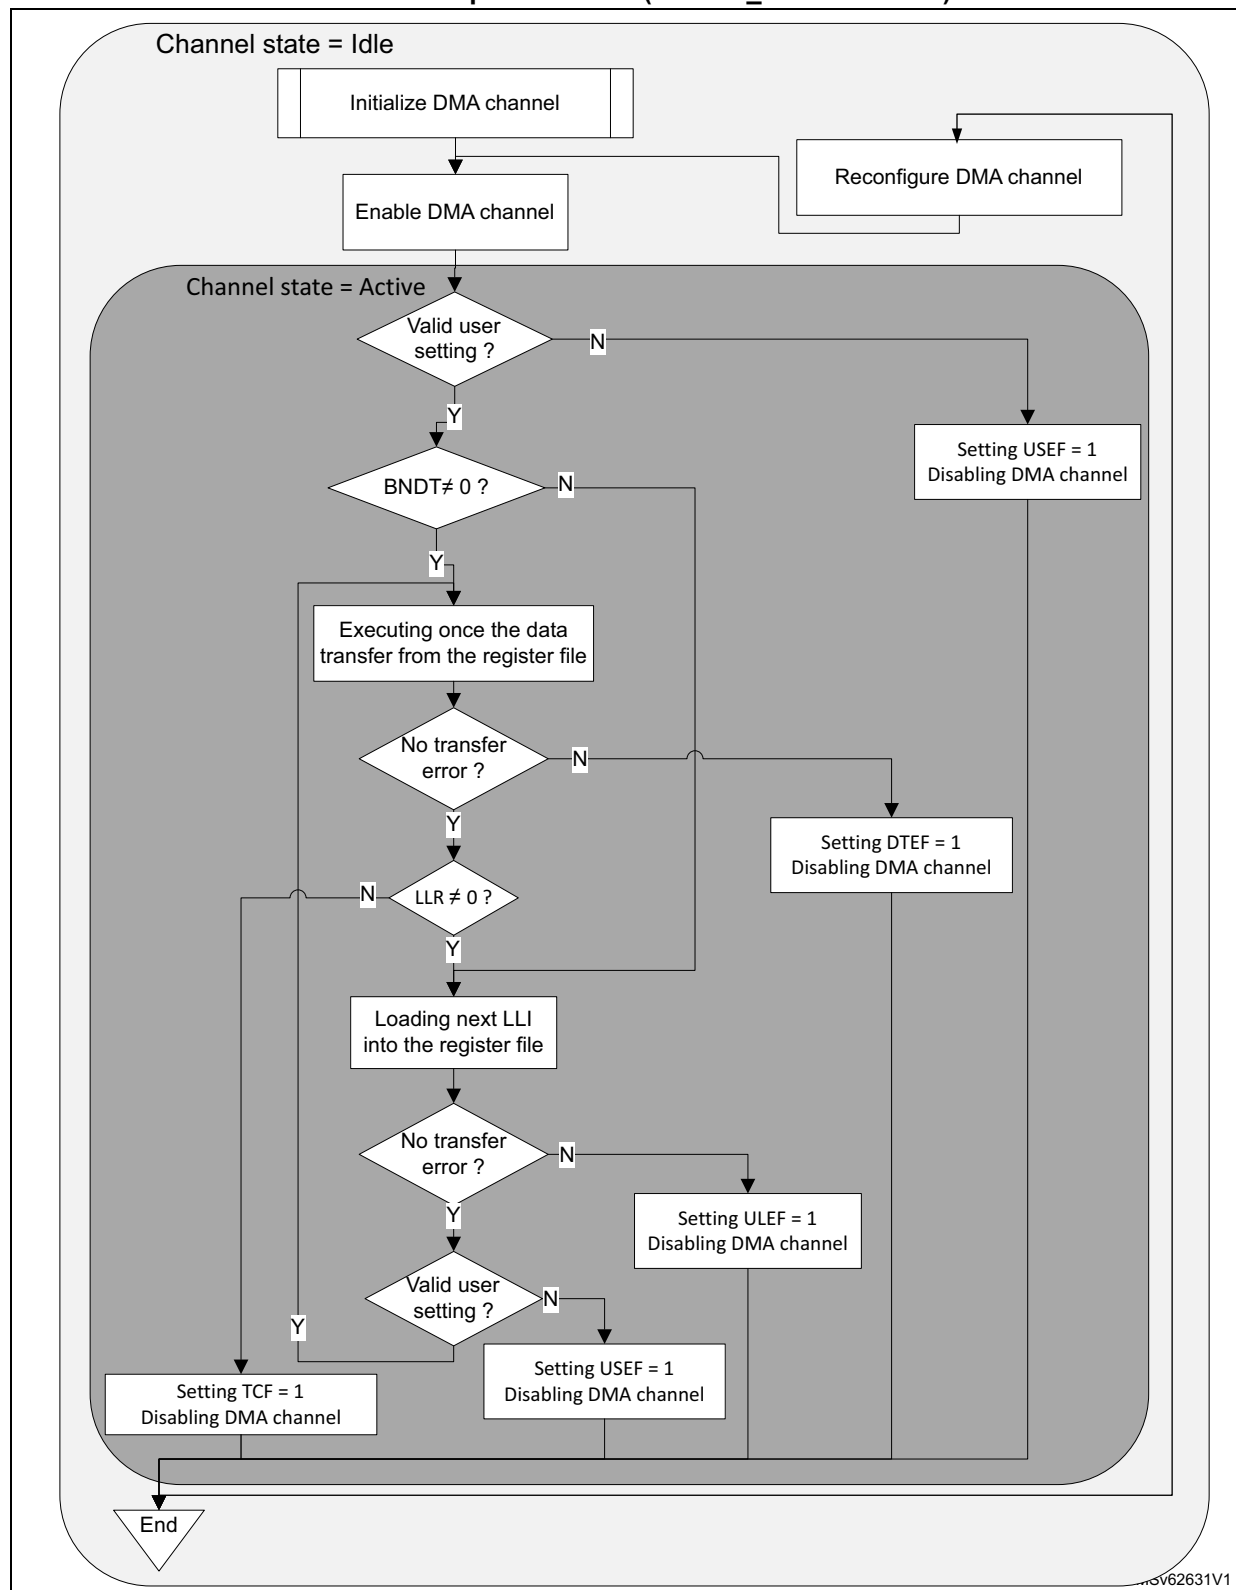 Channel state = Idle
Initialize DMA channel
Reconfigure DMA channel
Enable DMA channel
Channel state = Active
Valid user
setting ?
N
Y
Setting USEF = 1
Disabling DMA channel
BNDT≠ 0 ?
N
Y
Executing once the data
transfer from the register file
No transfer
error ?
N
Y
Setting DTEF = 1
Disabling DMA channel
LLR ≠ 0 ?
N
Y
Loading next LLI
into the register file
No transfer
error ?
N
Y
Setting ULEF = 1
Disabling DMA channel
Valid user
setting ?
N
Y
Setting USEF = 1
Disabling DMA channel
Setting TCF = 1
Disabling DMA channel
End